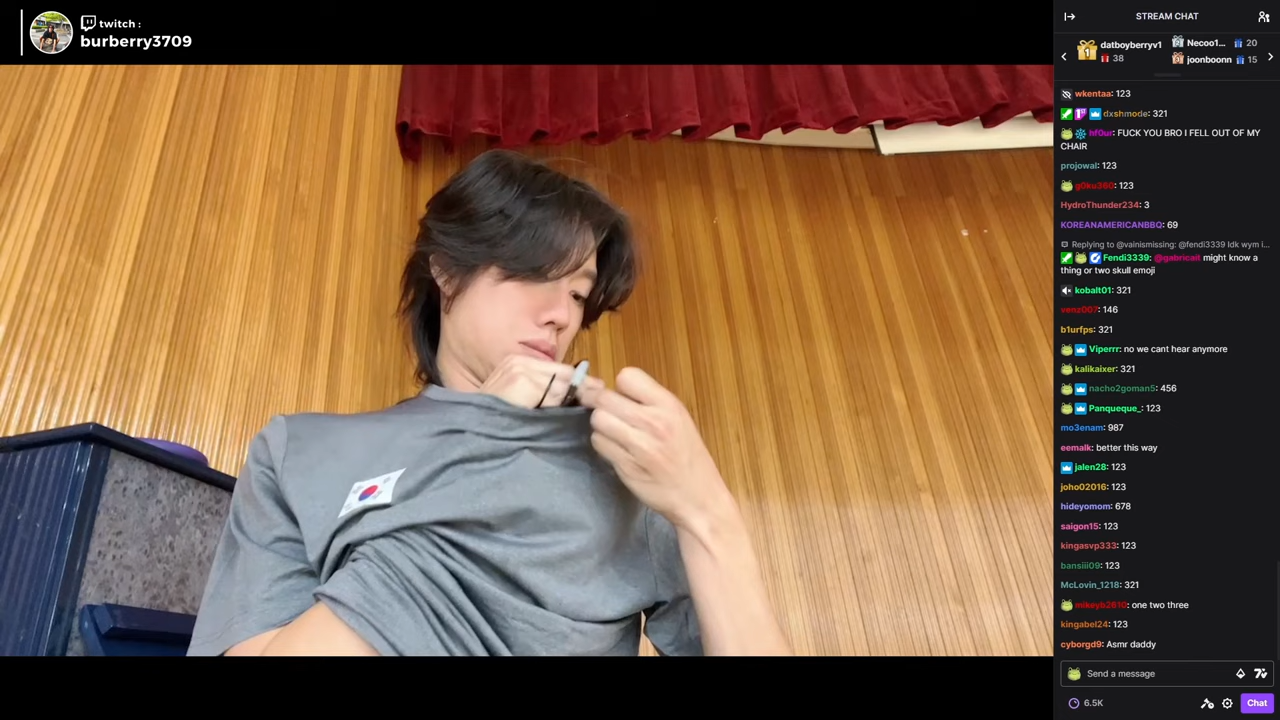 twitch :
burberry3709
STREAM CHAT
datboyberryv1
38
Necoo1... 20
joonboonn 15
wkentaa: 123
dxshmode: 321
hf0ur: FUCK YOU BRO I FELL OUT OF MY
CHAIR
projowal: 123
g0ku360: 123
HydroThunder234: 3
KOREANAMERICANBBQ: 69
Replying to @vainismissing: @fendi3339 Idk wym i...
Fendi3339: @gabricait might know a
thing or two skull emoji
kobalt01: 321
venz007: 146
b1urfps: 321
Viperrr: no we cant hear anymore
kalikaixer: 321
nacho2goman5: 456
Panqueque_: 123
mo3enam: 987
eemalk: better this way
jalen28: 123
joho02016: 123
hideyomom: 678
saigon15: 123
kingasvp333: 123
bansiii09: 123
McLovin_1218: 321
mikeyb2610: one two three
kingabel24: 123
cyborgd9: Asmr daddy
Send a message
6.5K
Chat